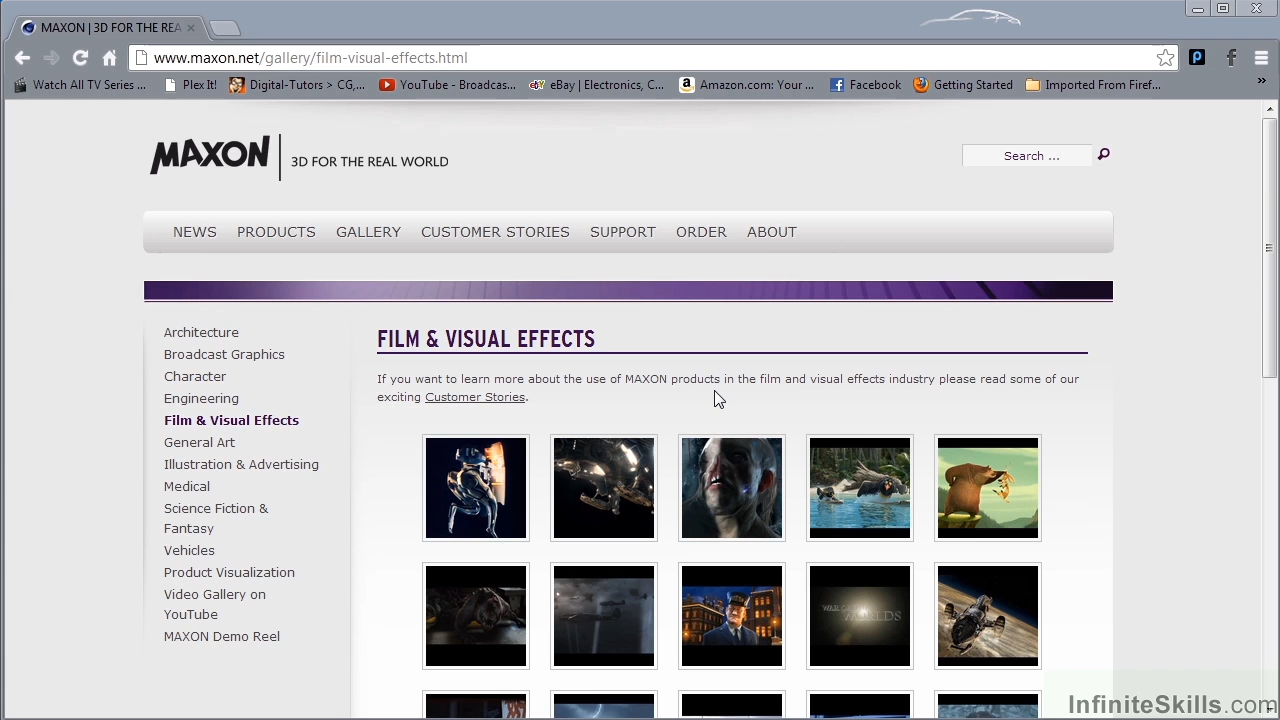 MAXON | 3D FOR THE REA
www.maxon.net/gallery/film-visual-effects.html
Watch All TV Series ... Plex It! Digital-Tutors > CG,... YouTube - Broadcas... eBay | Electronics, C... Amazon.com: Your ... Facebook Getting Started Imported From Firef...
MAXON 3D FOR THE REAL WORLD
Search ...
NEWS PRODUCTS GALLERY CUSTOMER STORIES SUPPORT ORDER ABOUT
Architecture
Broadcast Graphics
Character
Engineering
Film & Visual Effects
General Art
Illustration & Advertising
Medical
Science Fiction &
Fantasy
Vehicles
Product Visualization
Video Gallery on
YouTube
MAXON Demo Reel
FILM & VISUAL EFFECTS
If you want to learn more about the use of MAXON products in the film and visual effects industry please read some of our
exciting Customer Stories.
WORLDS
InfiniteSkills.com